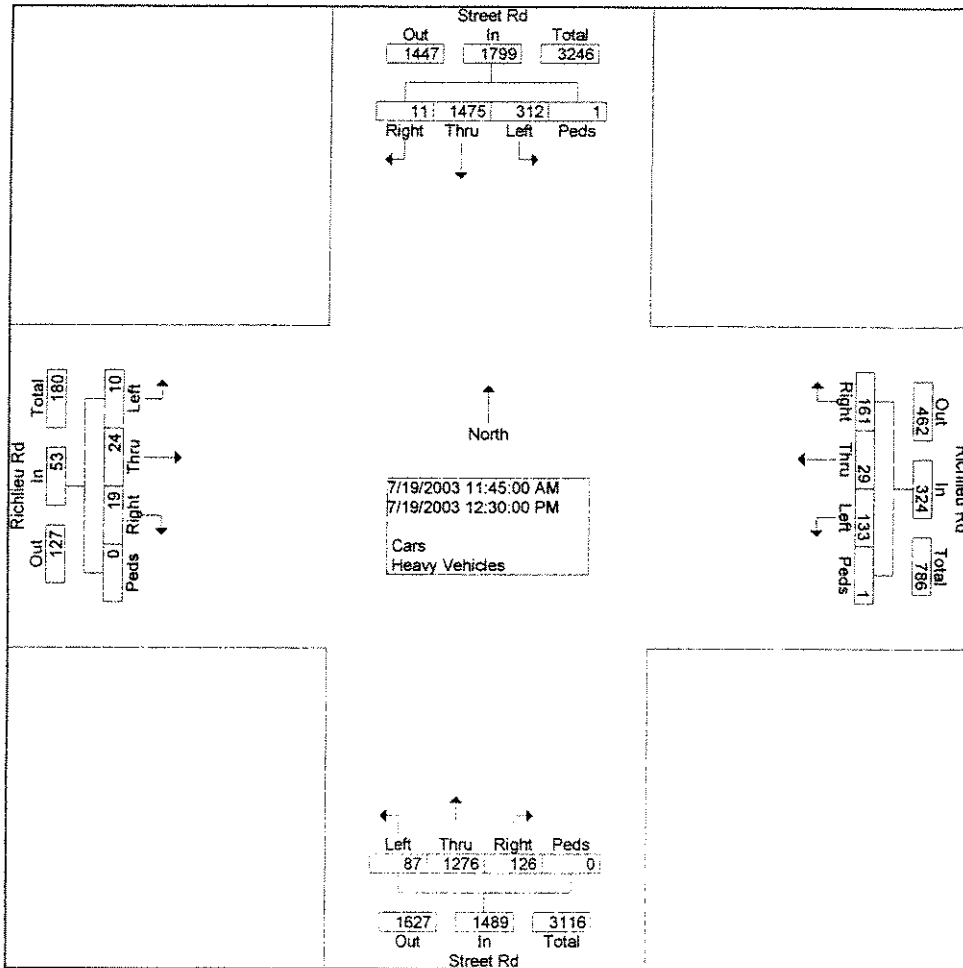 Street Rd
Out In Total
1447 1799 3246
11 1475 312 1
Right Thru Left Peds
Richlieu Rd
Total In Out
180 53 127
10 24 19 0
Left Thru Right Peds
North
7/19/2003 11:45:00 AM
7/19/2003 12:30:00 PM
Cars
Heavy Vehicles
Right Thru Left Peds
161 29 133 1
Out In Total
462 324 786
Richlieu Rd
Left Thru Right Peds
87 1276 126 0
1627 1489 3116
Out In Total
Street Rd